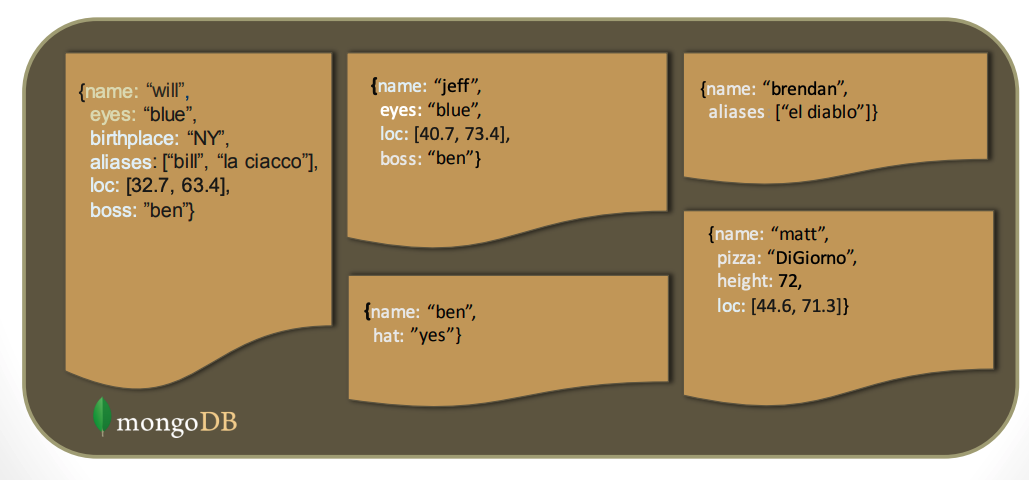 {name: “will”,
eyes: “blue”,
birthplace: “NY”,
aliases: [“bill”, “la ciacco”],
loc: [32.7, 63.4],
boss: ”ben”}
{name: “jeff”,
eyes: “blue”,
loc: [40.7, 73.4],
boss: “ben”}
{name: “ben”,
hat: ”yes”}
{name: “brendan”,
aliases [“el diablo”]}
{name: “matt”,
pizza: “DiGiorno”,
height: 72,
loc: [44.6, 71.3]}
mongoDB